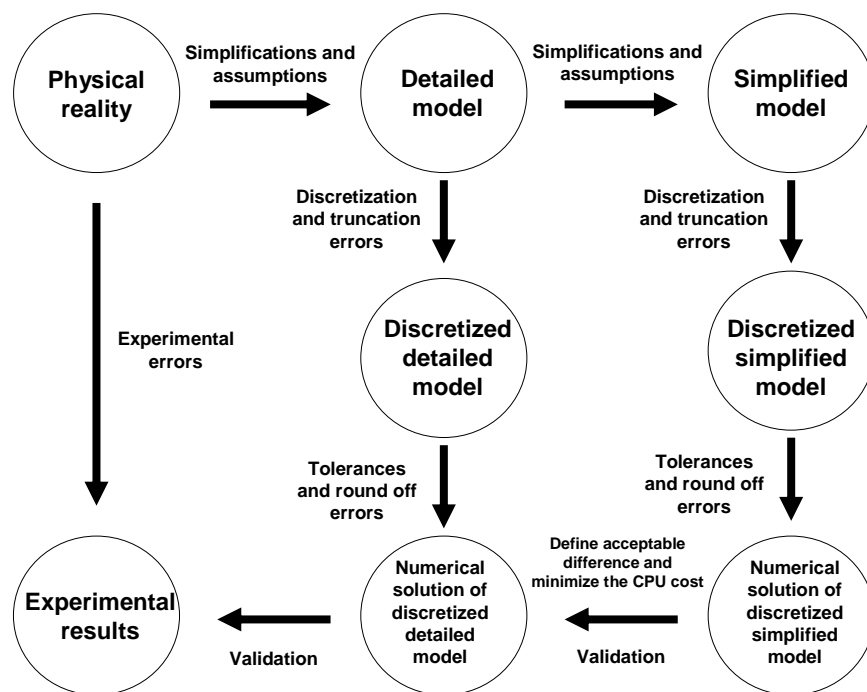 Physical
reality
Simplifications and
assumptions
Detailed
model
Simplifications and
assumptions
Simplified
model
Experimental
errors
Discretization
and truncation
errors
Discretization
and truncation
errors
Discretized
detailed
model
Discretized
simplified
model
Tolerances
and round off
errors
Tolerances
and round off
errors
Experimental
results
Validation
Numerical
solution of
discretized
detailed
model
Define acceptable
difference and
minimize the CPU cost
Validation
Numerical
solution of
discretized
simplified
model